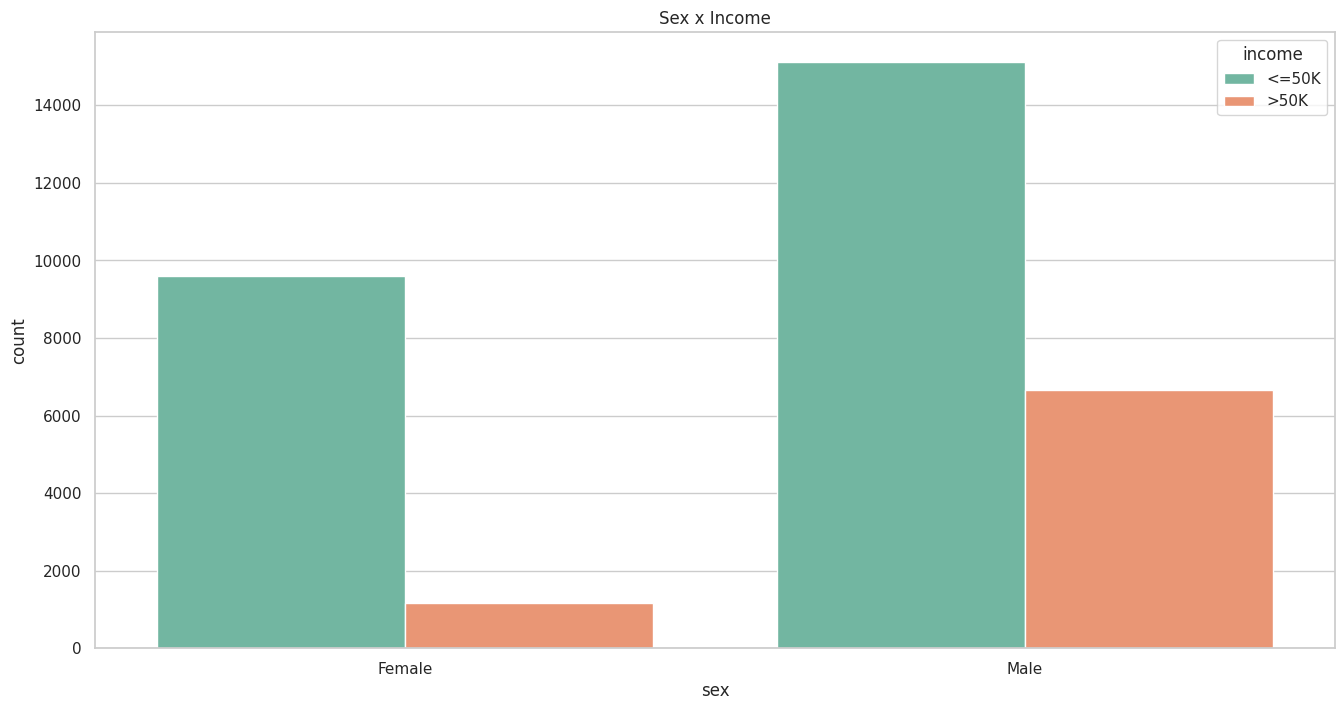 Sex x Income
income
<=50K
>50K
14000
12000
10000
8000
6000
4000
2000
0
count
Female
Male
sex